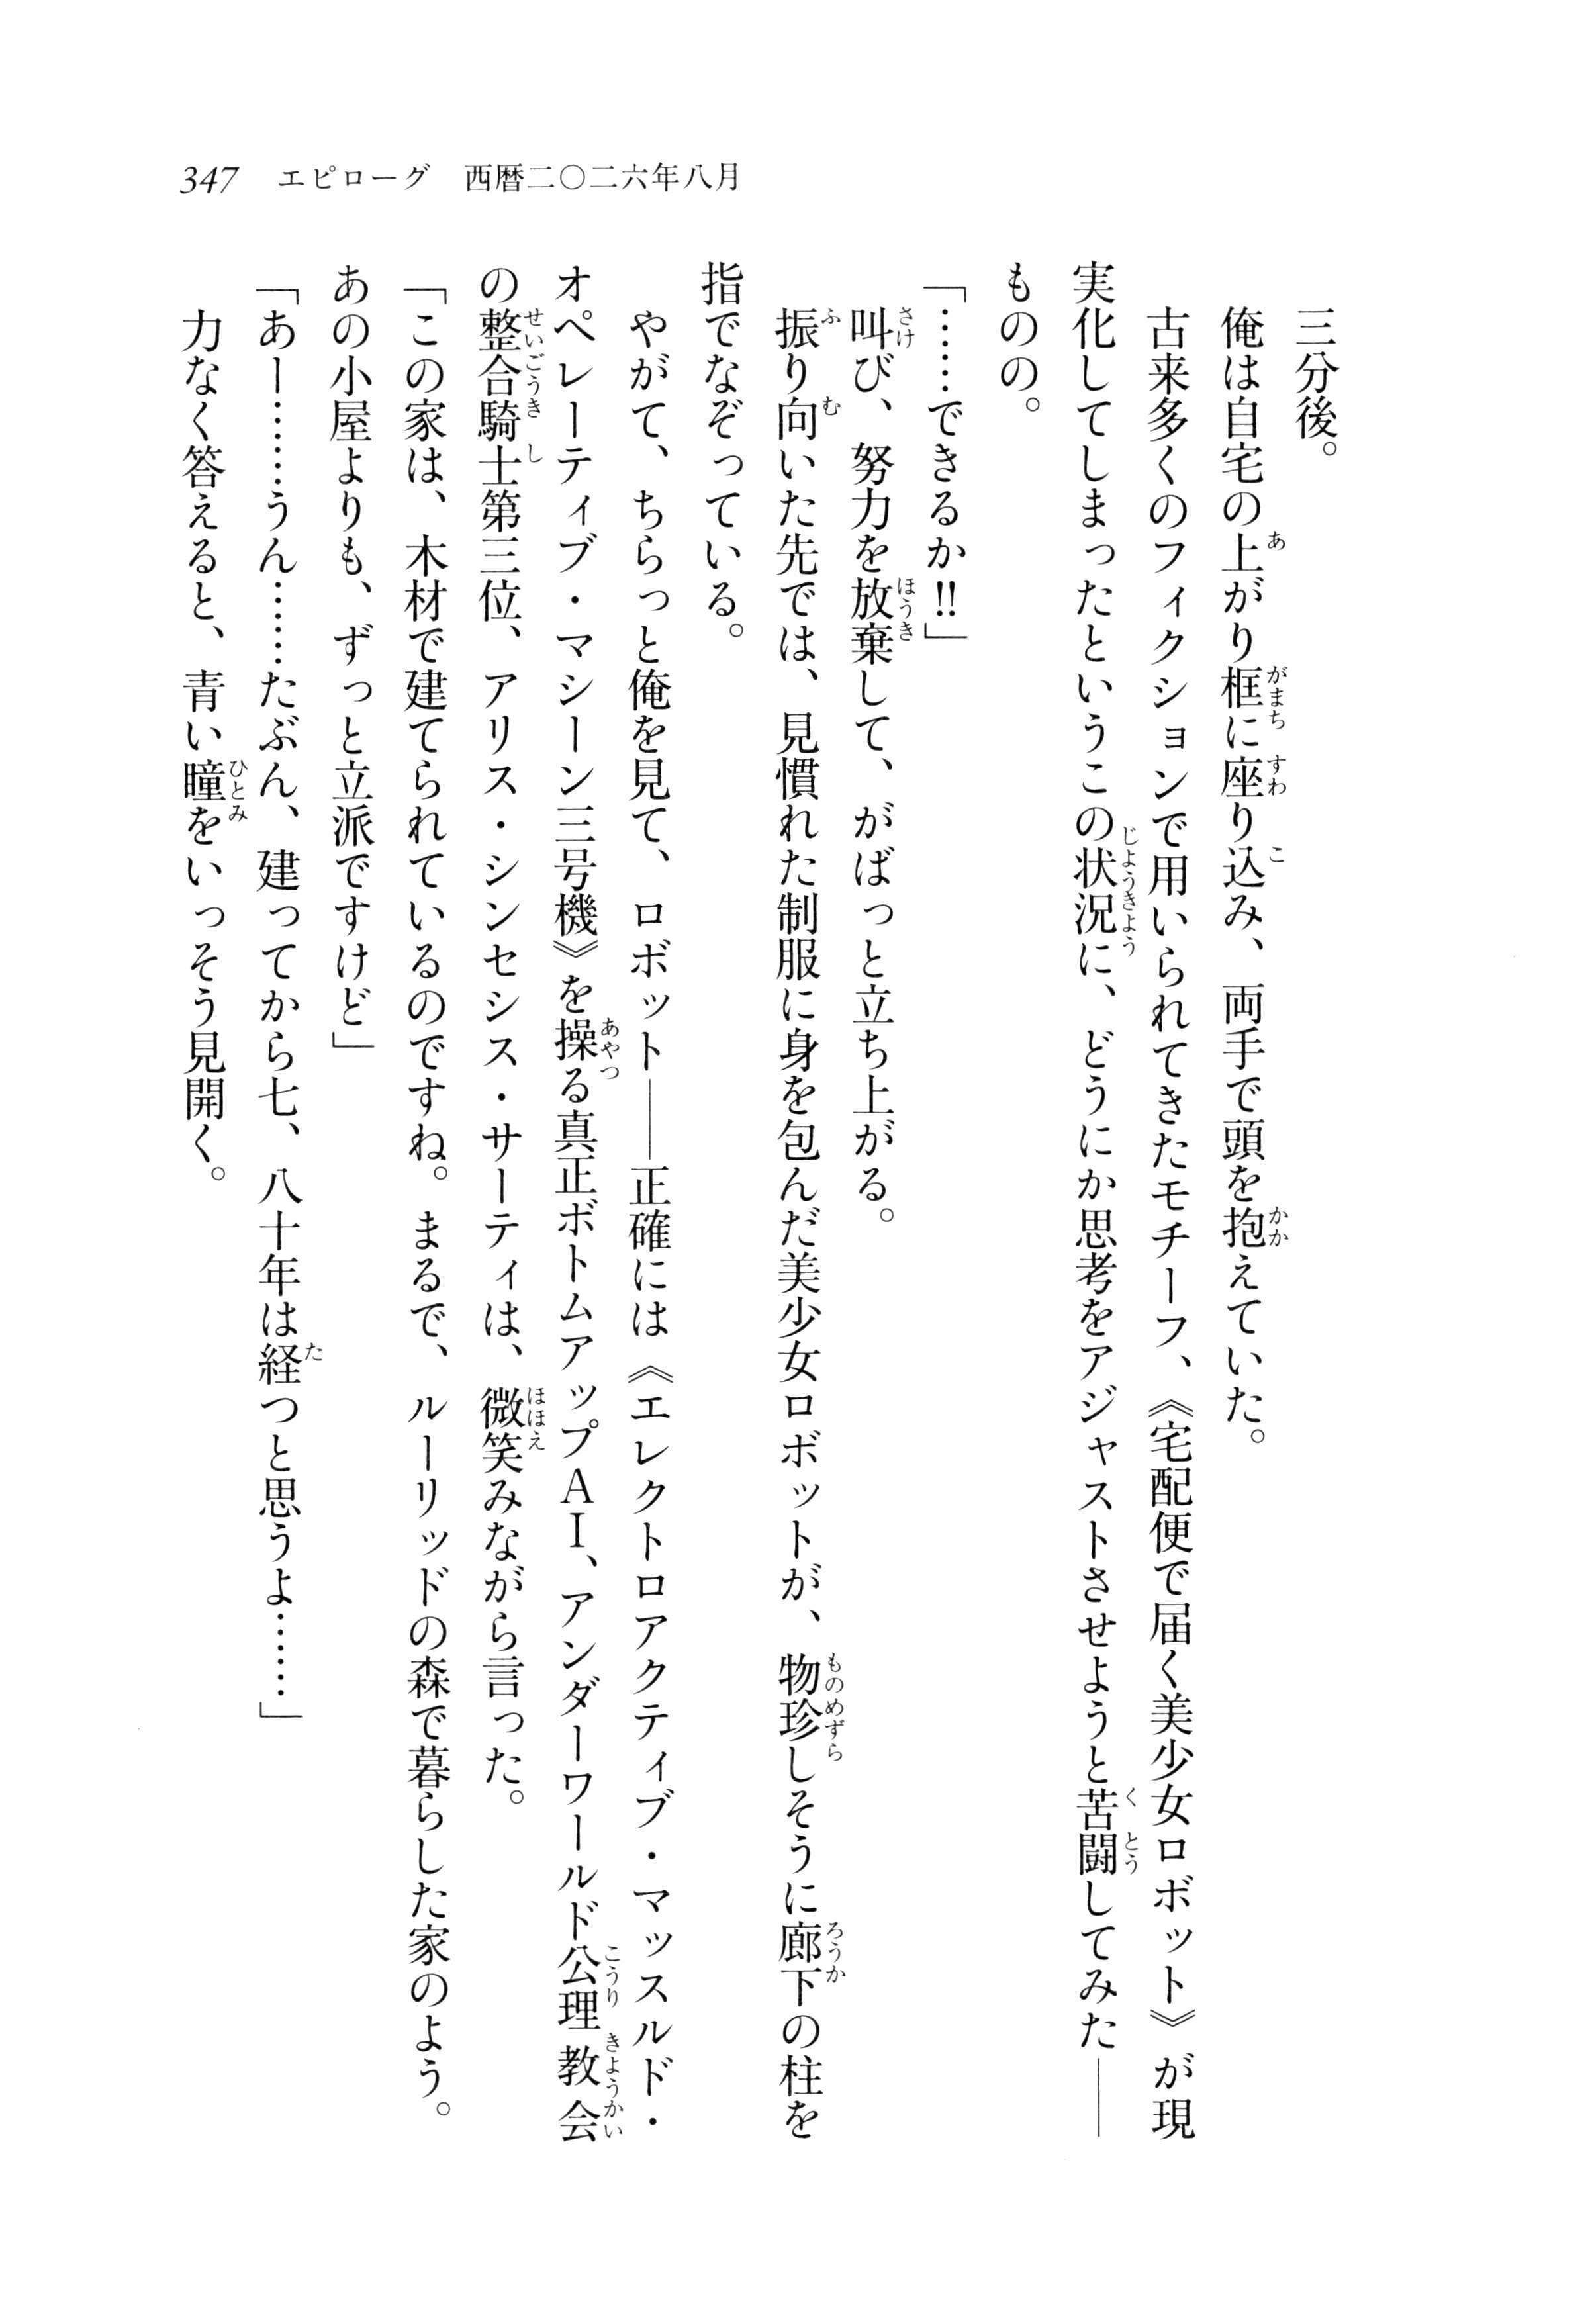 347 エピローグ 西暦二〇二六年八月
三分後。
俺は自宅の上がり框に座り込み、両手で頭を抱えていた。
古来多くのフィクションで用いられてきたモチーフ、《宅配便で届く美少女ロボット》が現
実化してしまったというこの状況に、どうにか思考をアジャストさせようと苦闘してみた――
ものの。
「……できるか!!」
叫び、努力を放棄して、がばっと立ち上がる。
振り向いた先では、見慣れた制服に身を包んだ美少女ロボットが、物珍しそうに廊下の柱を
指でなぞっている。
やがて、ちらっと俺を見て、ロボット――正確には《エレクトロアクティブ・マッスルド・
オペレーティブ・マシーン三号機》を操る真正ボトムアップAI、アンダーワールド公理教会
の整合騎士第三位、アリス・シンセシス・サーティは、微笑みながら言った。
「この家は、木材で建てられているのですね。まるで、ルーリッドの森で暮らした家のよう。
あの小屋よりも、ずっと立派ですけど」
「あー……うん……たぶん、建ってから七、八十年は経つと思うよ……」
力なく答えると、青い瞳をいっそう見開く。